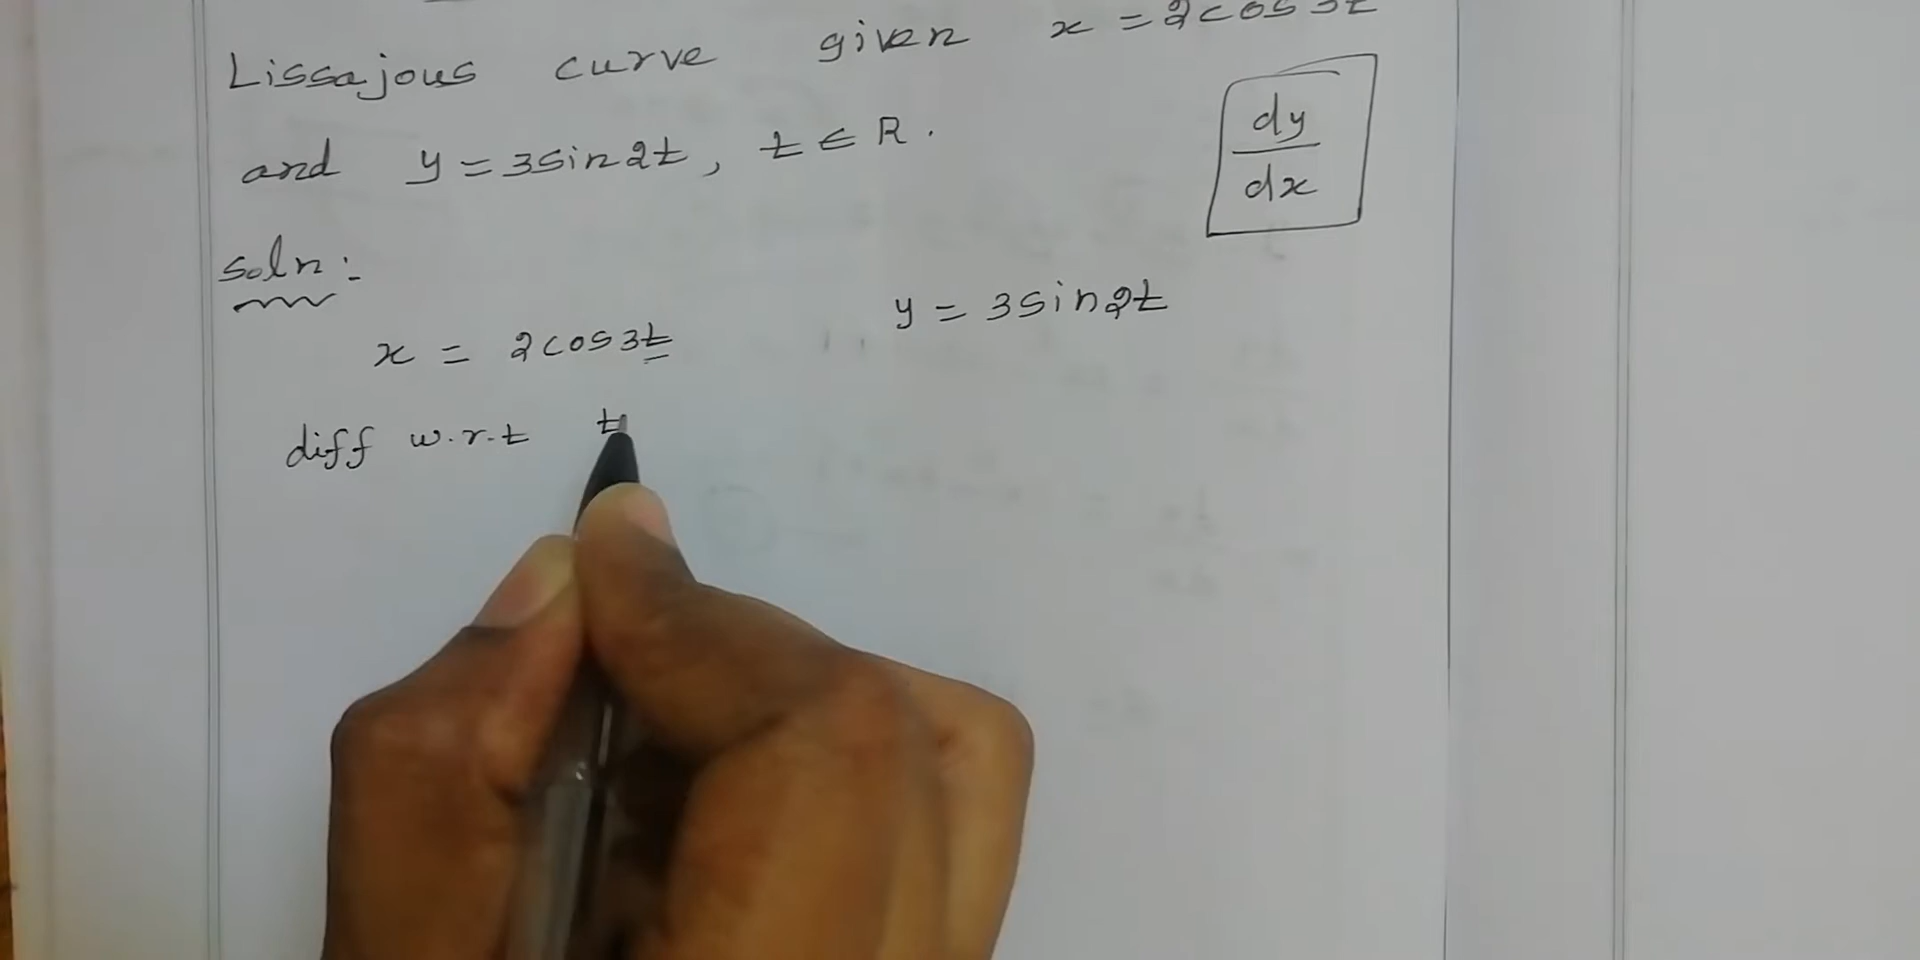 Lissajous curve given x = 2cos3t
and y = 3sin2t, t ∈ R.
dy
dx
Soln:-
x = 2cos3t
y = 3sin2t
diff w.r.t t